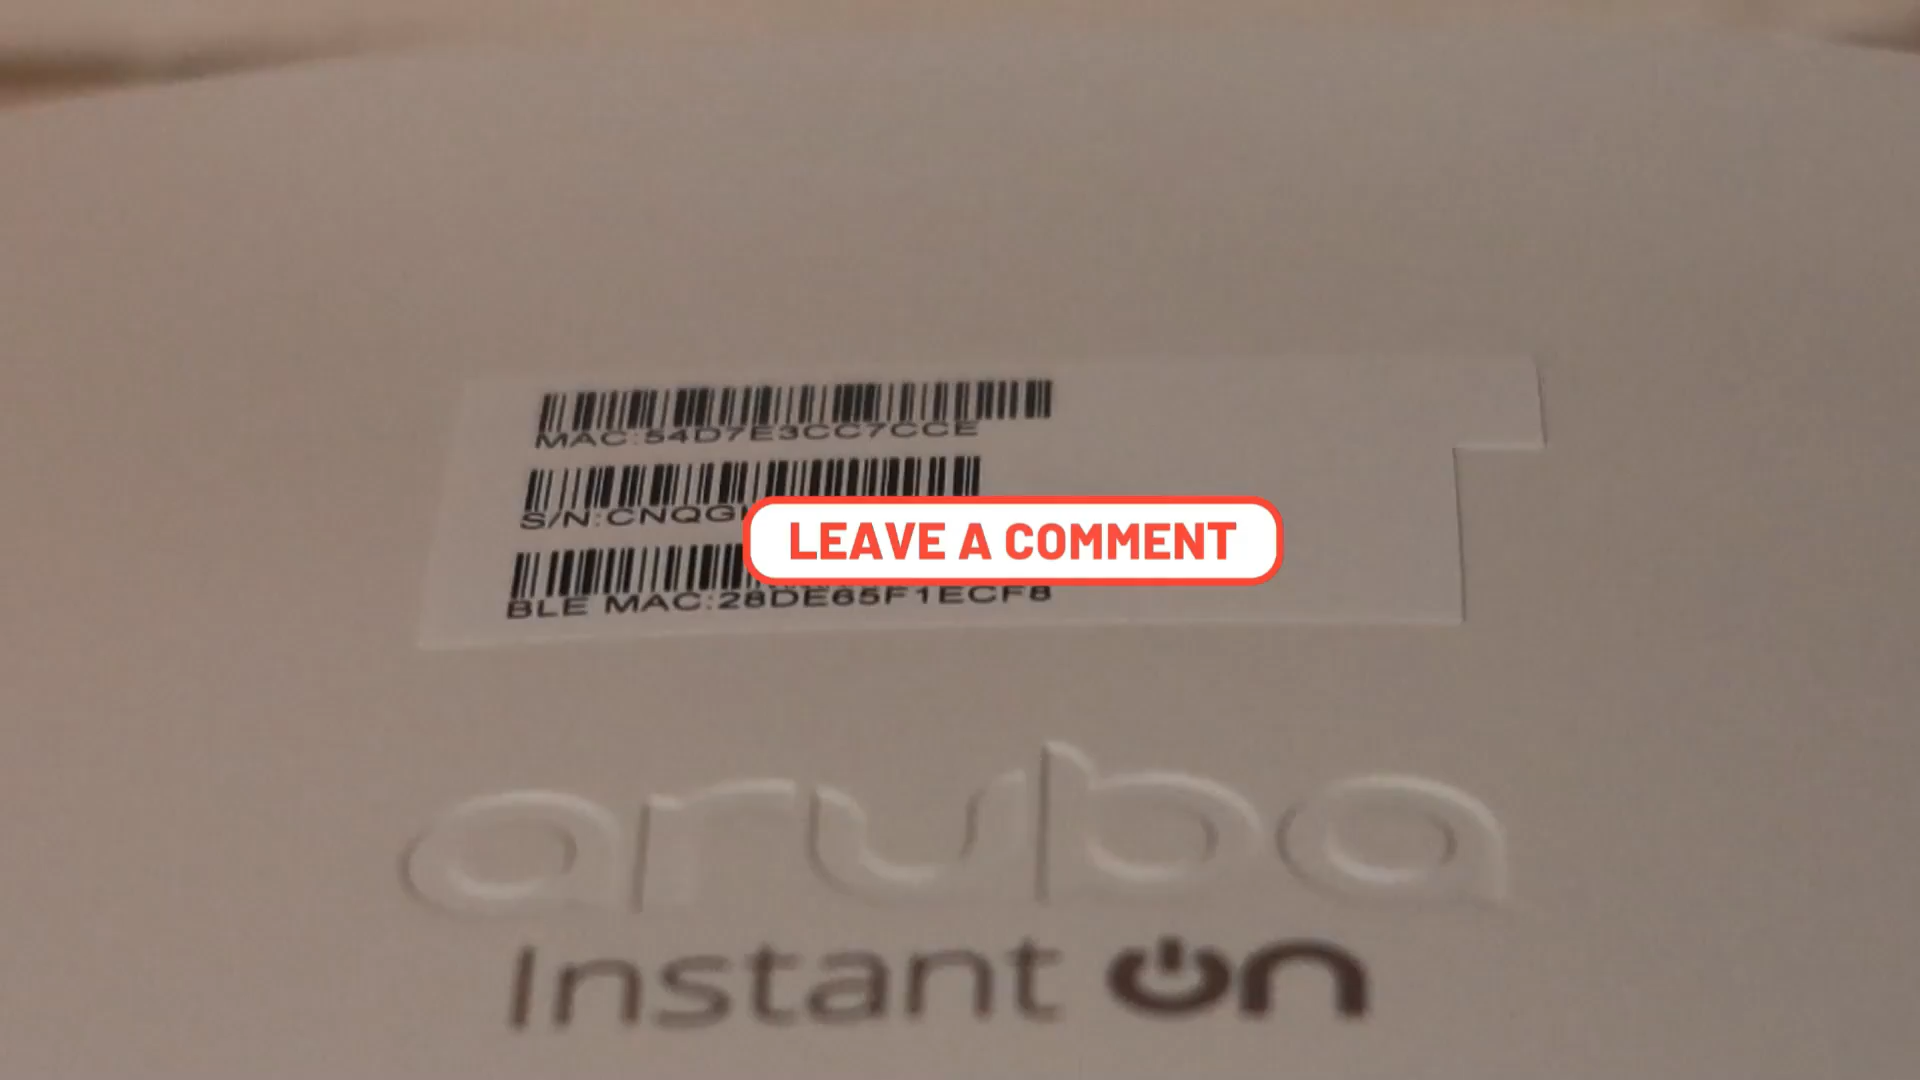 MAC:54D7E3CC7CCE
S/N:CNQG
LEAVE A COMMENT
BLE MAC:28DE65F1ECF8
aruba
Instant on